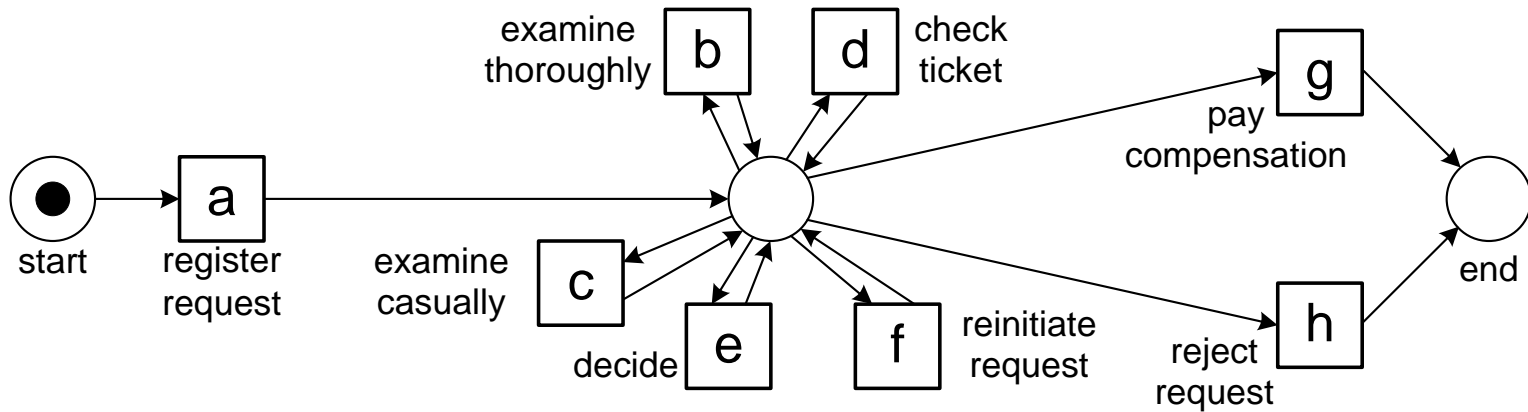 examine
thoroughly
b
d
check
ticket
g
pay
compensation
start
a
register
request
examine
casually
c
decide
e
f
reinitiate
request
reject
request
h
end